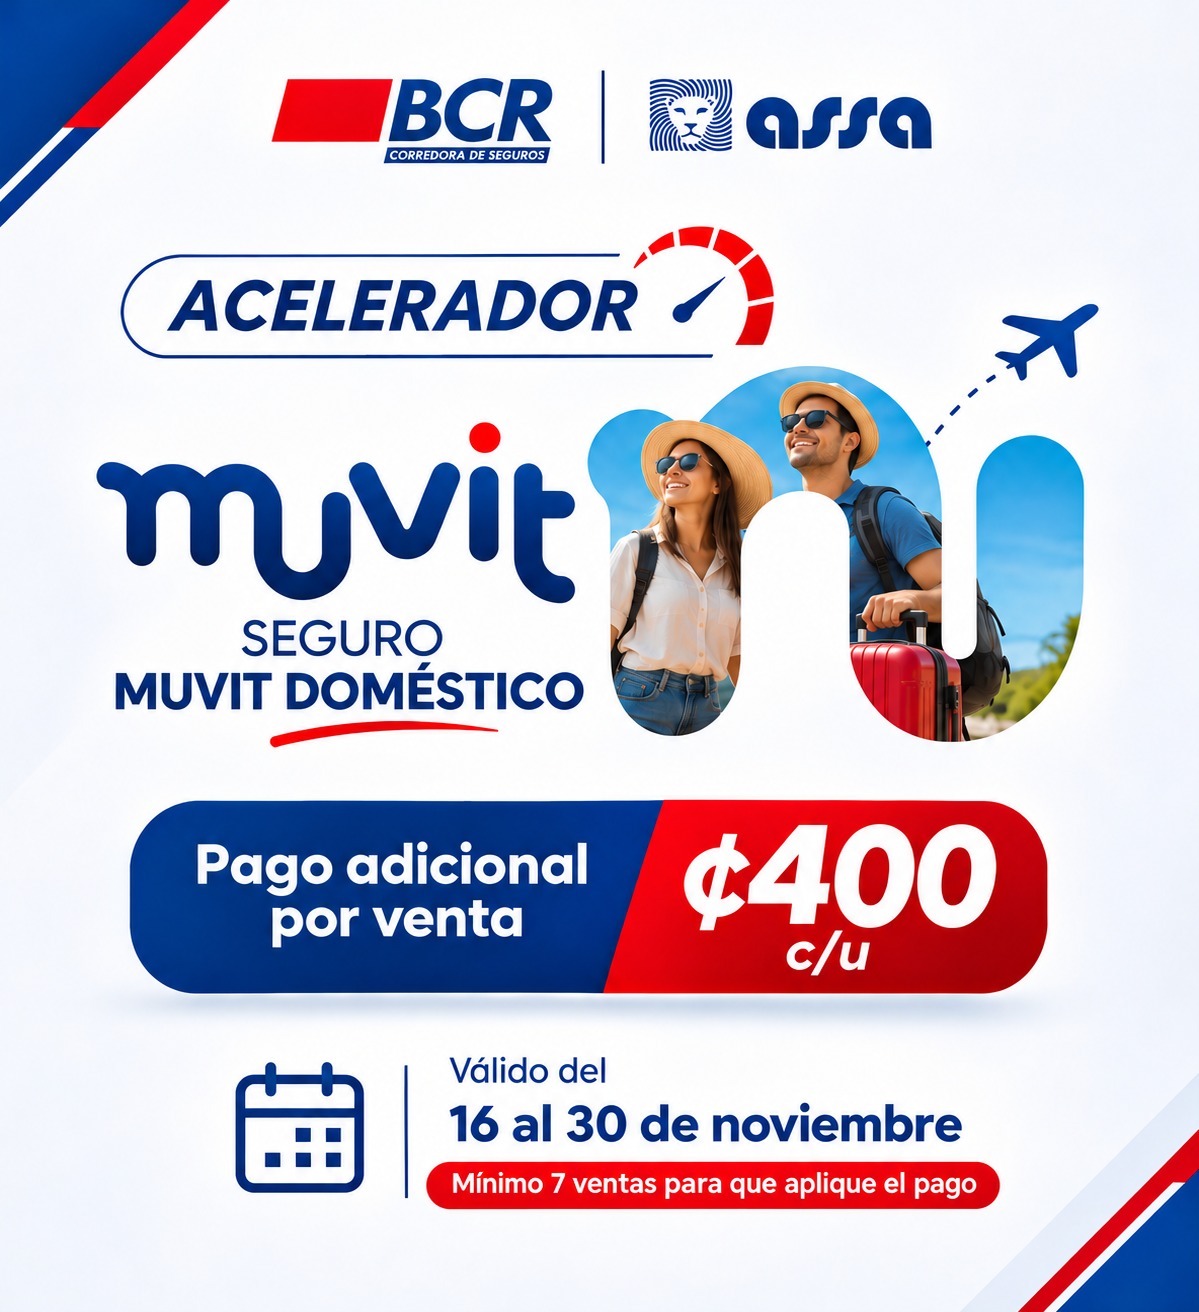 BCR
CORREDORA DE SEGUROS
assa
ACELERADOR
muvit
SEGURO
MUVIT DOMÉSTICO
Pago adicional
por venta
₡400
c/u
Válido del
16 al 30 de noviembre
Mínimo 7 ventas para que aplique el pago